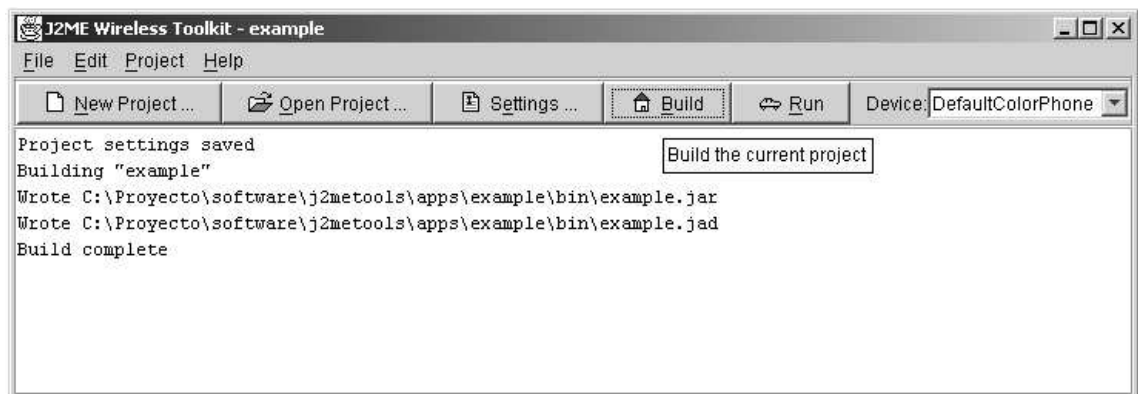 J2ME Wireless Toolkit - example
File Edit Project Help
New Project ... Open Project ... Settings ... Build Run Device: DefaultColorPhone
Project settings saved
Build the current project
Building "example"
Wrote C:\Proyecto\software\j2metools\apps\example\bin\example.jar
Wrote C:\Proyecto\software\j2metools\apps\example\bin\example.jad
Build complete